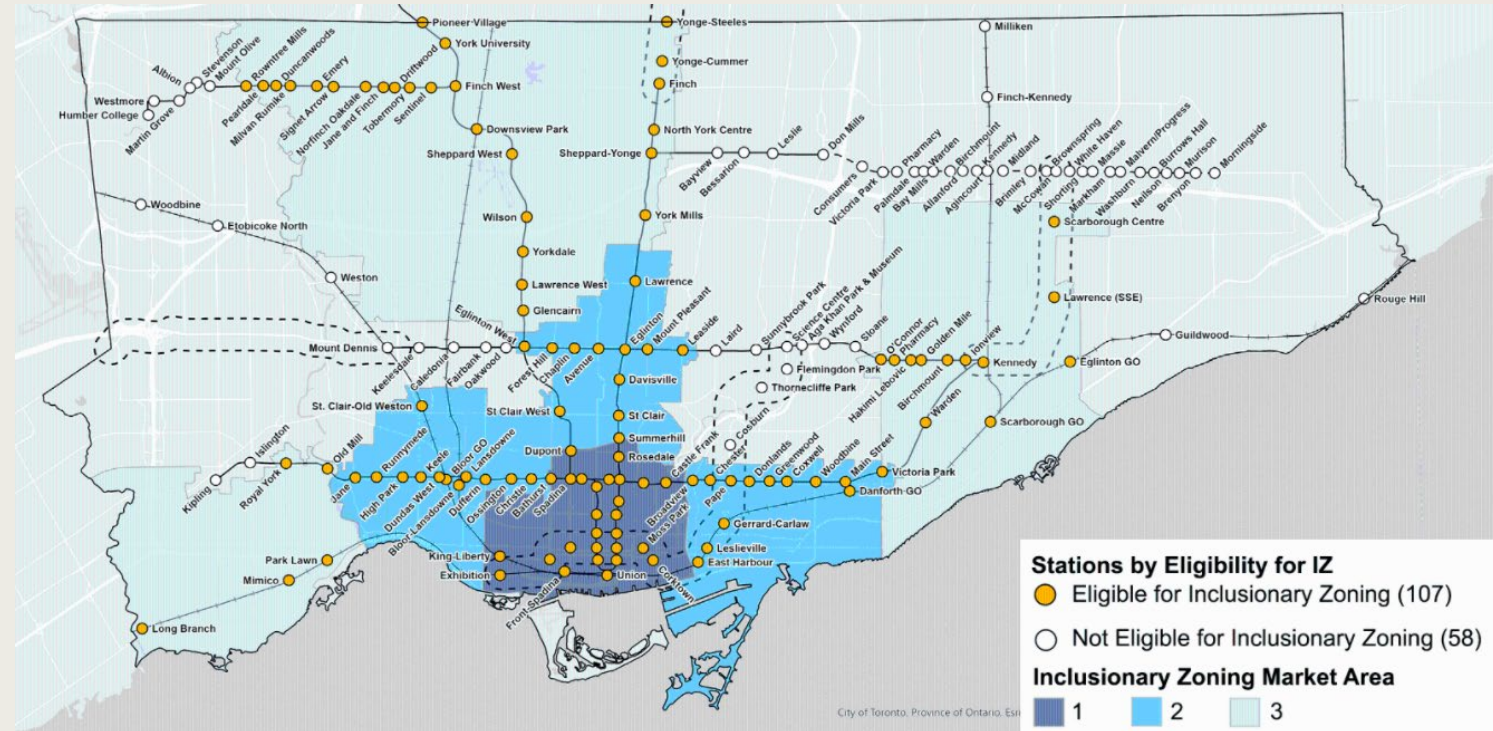 Pioneer Village
Yonge-Steeles
Milliken
York University
Yonge-Cummer
Albion
Stevenson
Mount Olive
Rowntree Mills
Duncanwoods
Emery
Driftwood
Finch West
Finch
Westmore
Humber College
Martin Grove
Pearldale
Milvan Rumike
Signet Arrow
Norfinch Oakdale
Jane and Finch
Tobermory
Sentinel
Finch-Kennedy
Downsview Park
North York Centre
Sheppard West
Sheppard-Yonge
Bayview
Bessarion
Leslie
Don Mills
Consumers
Victoria Park
Pharmacy
Palmdale
Warden
Bay Mills
Birchmount
Allanford
Kennedy
Agincourt
Midland
Brimley
Brownspring
McCowan
White Haven
Shorting
Massie
Markham
Malvern/Progress
Washburn
Burrows Hall
Neilson
Murison
Brenyon
Morningside
Woodbine
Etobicoke North
Wilson
York Mills
Scarborough Centre
Yorkdale
Weston
Lawrence West
Lawrence
Lawrence (SSE)
Rouge Hill
Glencairn
Guildwood
Mount Dennis
Keelesdale
Caledonia
Fairbank
Oakwood
Eglinton West
Forest Hill
Chaplin
Avenue
Eglinton
Mount Pleasant
Leaside
Laird
Sunnybrook Park
Science Centre
Aga Khan Park & Museum
Wynford
Sloane
O'Connor
Pharmacy
Hakimi Lebovic
Golden Mile
Birchmount
Ionview
Kennedy
Eglinton GO
Flemingdon Park
Thorncliffe Park
Davisville
St. Clair-Old Weston
St Clair West
St Clair
Warden
Scarborough GO
Summerhill
Dupont
Rosedale
Castle Frank
Cosburn
Chester
Kipling
Islington
Royal York
Old Mill
Jane
Runnymede
High Park
Keele
Dundas West
Bloor GO
Bloor-Lansdowne
Lansdowne
Dufferin
Ossington
Christie
Bathurst
Spadina
Broadview
Pape
Donlands
Greenwood
Coxwell
Woodbine
Main Street
Victoria Park
Danforth GO
Moss Park
Gerrard-Carlaw
Park Lawn
Mimico
King-Liberty
Exhibition
Front-Spadina
Union
Corktown
Leslieville
East Harbour
Long Branch
Stations by Eligibility for IZ
Eligible for Inclusionary Zoning (107)
Not Eligible for Inclusionary Zoning (58)
Inclusionary Zoning Market Area
1 2 3
City of Toronto, Province of Ontario, Esri